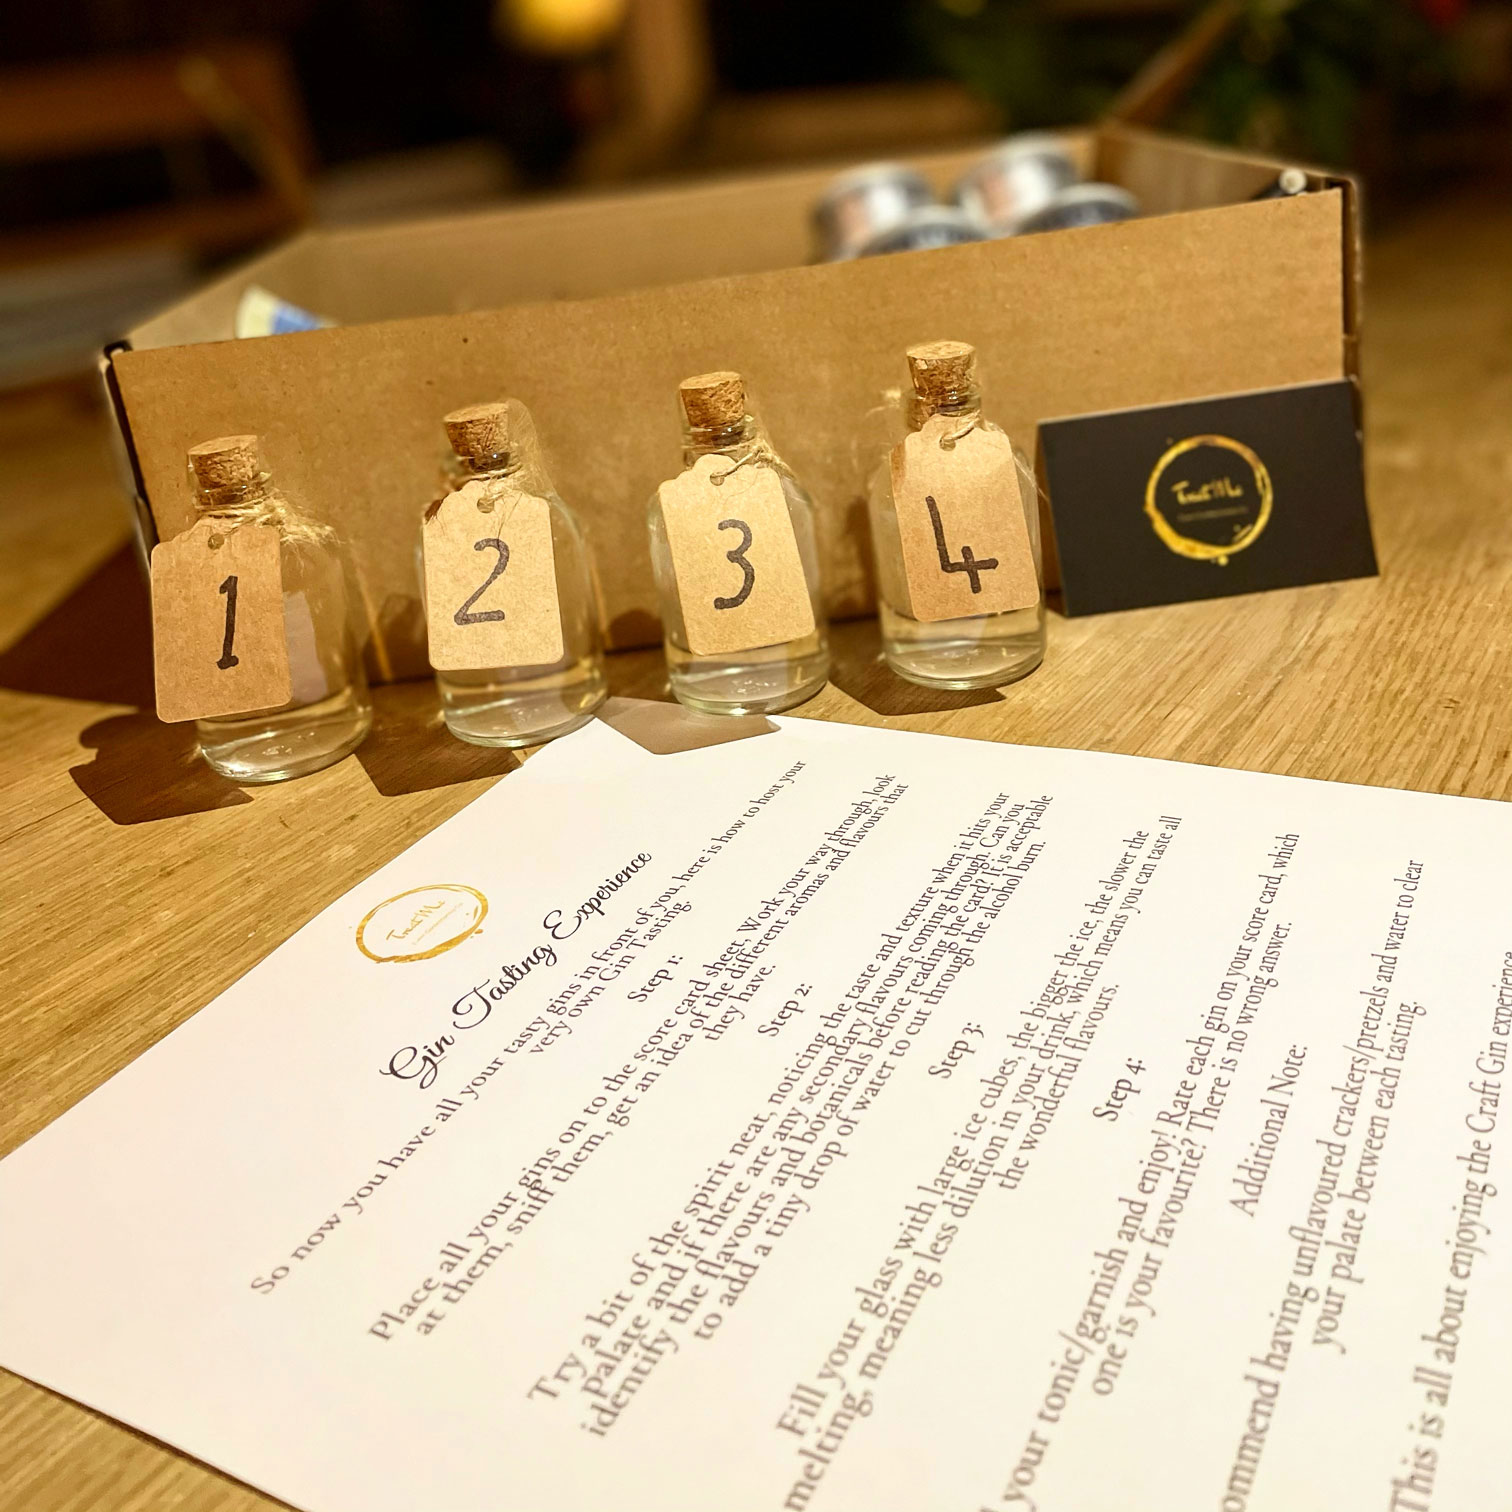 1
2
3
4
Trust Me
Trust Me
Gin Tasting Experience
So now you have all your tasty gins in front of you, here is how to host your
very own Gin Tasting.
Step 1:
Place all your gins on to the score card sheet. Work your way through, look
at them, sniff them, get an idea of the different aromas and flavours that
they have.
Step 2:
Try a bit of the spirit neat, noticing the taste and texture when it hits your
palate and if there are any secondary flavours coming through. Can you
identify the flavours and botanicals before reading the card? It is acceptable
to add a tiny drop of water to cut through the alcohol burn.
Step 3:
Fill your glass with large ice cubes, the bigger the ice, the slower the
melting, meaning less dilution in your drink, which means you can taste all
the wonderful flavours.
Step 4:
your tonic/garnish and enjoy! Rate each gin on your score card, which
one is your favourite? There is no wrong answer.
Additional Note:
ommend having unflavoured crackers/pretzels and water to clear
your palate between each tasting.
This is all about enjoying the Craft Gin experience